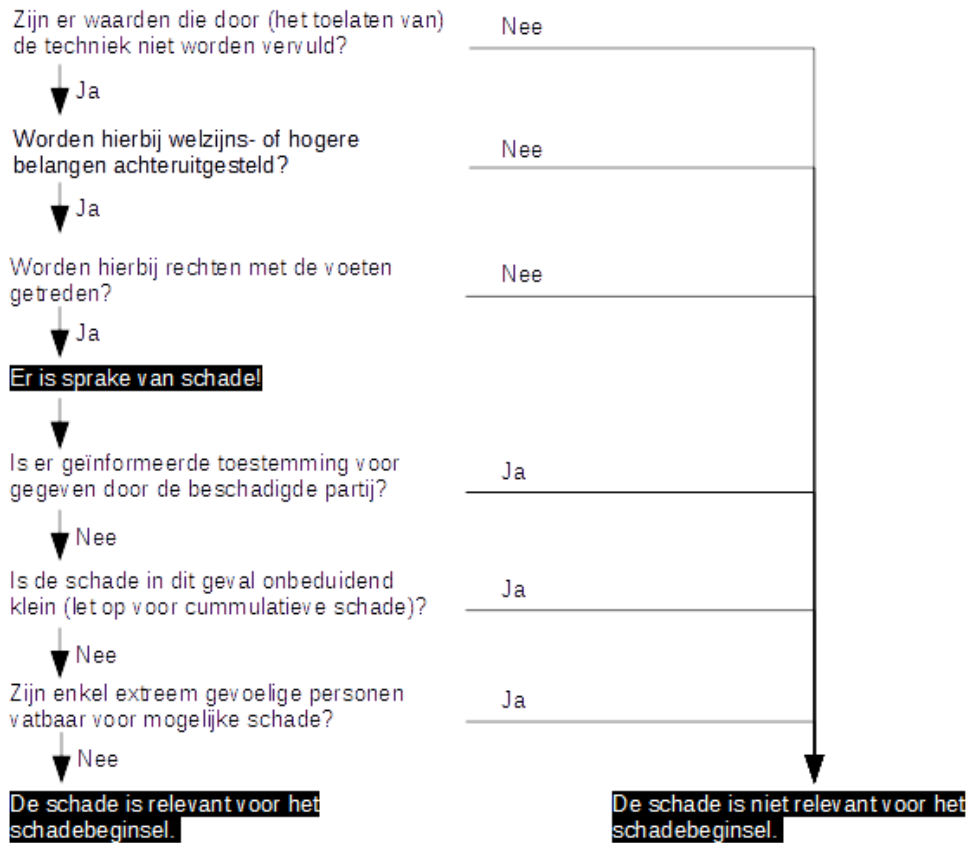 Zijn er waarden die door (het toelaten van)
de techniek niet worden vervuld?
Nee
Ja
Worden hierbij welzijns- of hogere
belangen achteruitgesteld?
Nee
Ja
Worden hierbij rechten met de voeten
getreden?
Nee
Ja
Er is sprake van schade!
Is er geïnformeerde toestemming voor
gegeven door de beschadigde partij?
Ja
Nee
Is de schade in dit geval onbeduidend
klein (let op voor cummulatieve schade)?
Ja
Nee
Zijn enkel extreem gevoelige personen
vatbaar voor mogelijke schade?
Ja
Nee
De schade is relevant voor het
schadebeginsel.
De schade is niet relevant voor het
schadebeginsel.